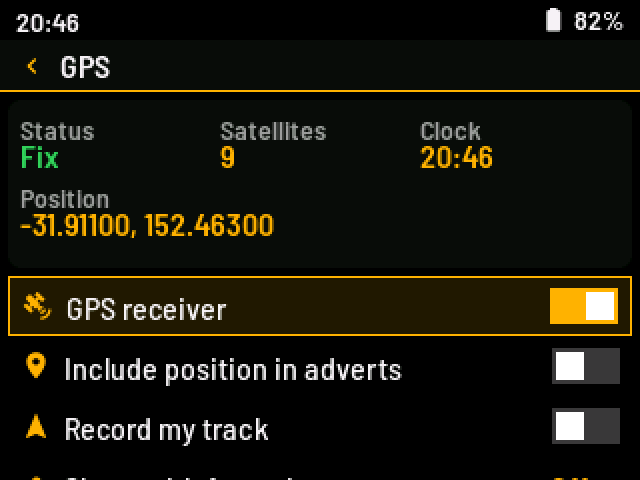 20:46 82%
GPS
Status Satellites Clock
Fix 9 20:46
Position
-31.91100, 152.46300
GPS receiver
Include position in adverts
Record my track